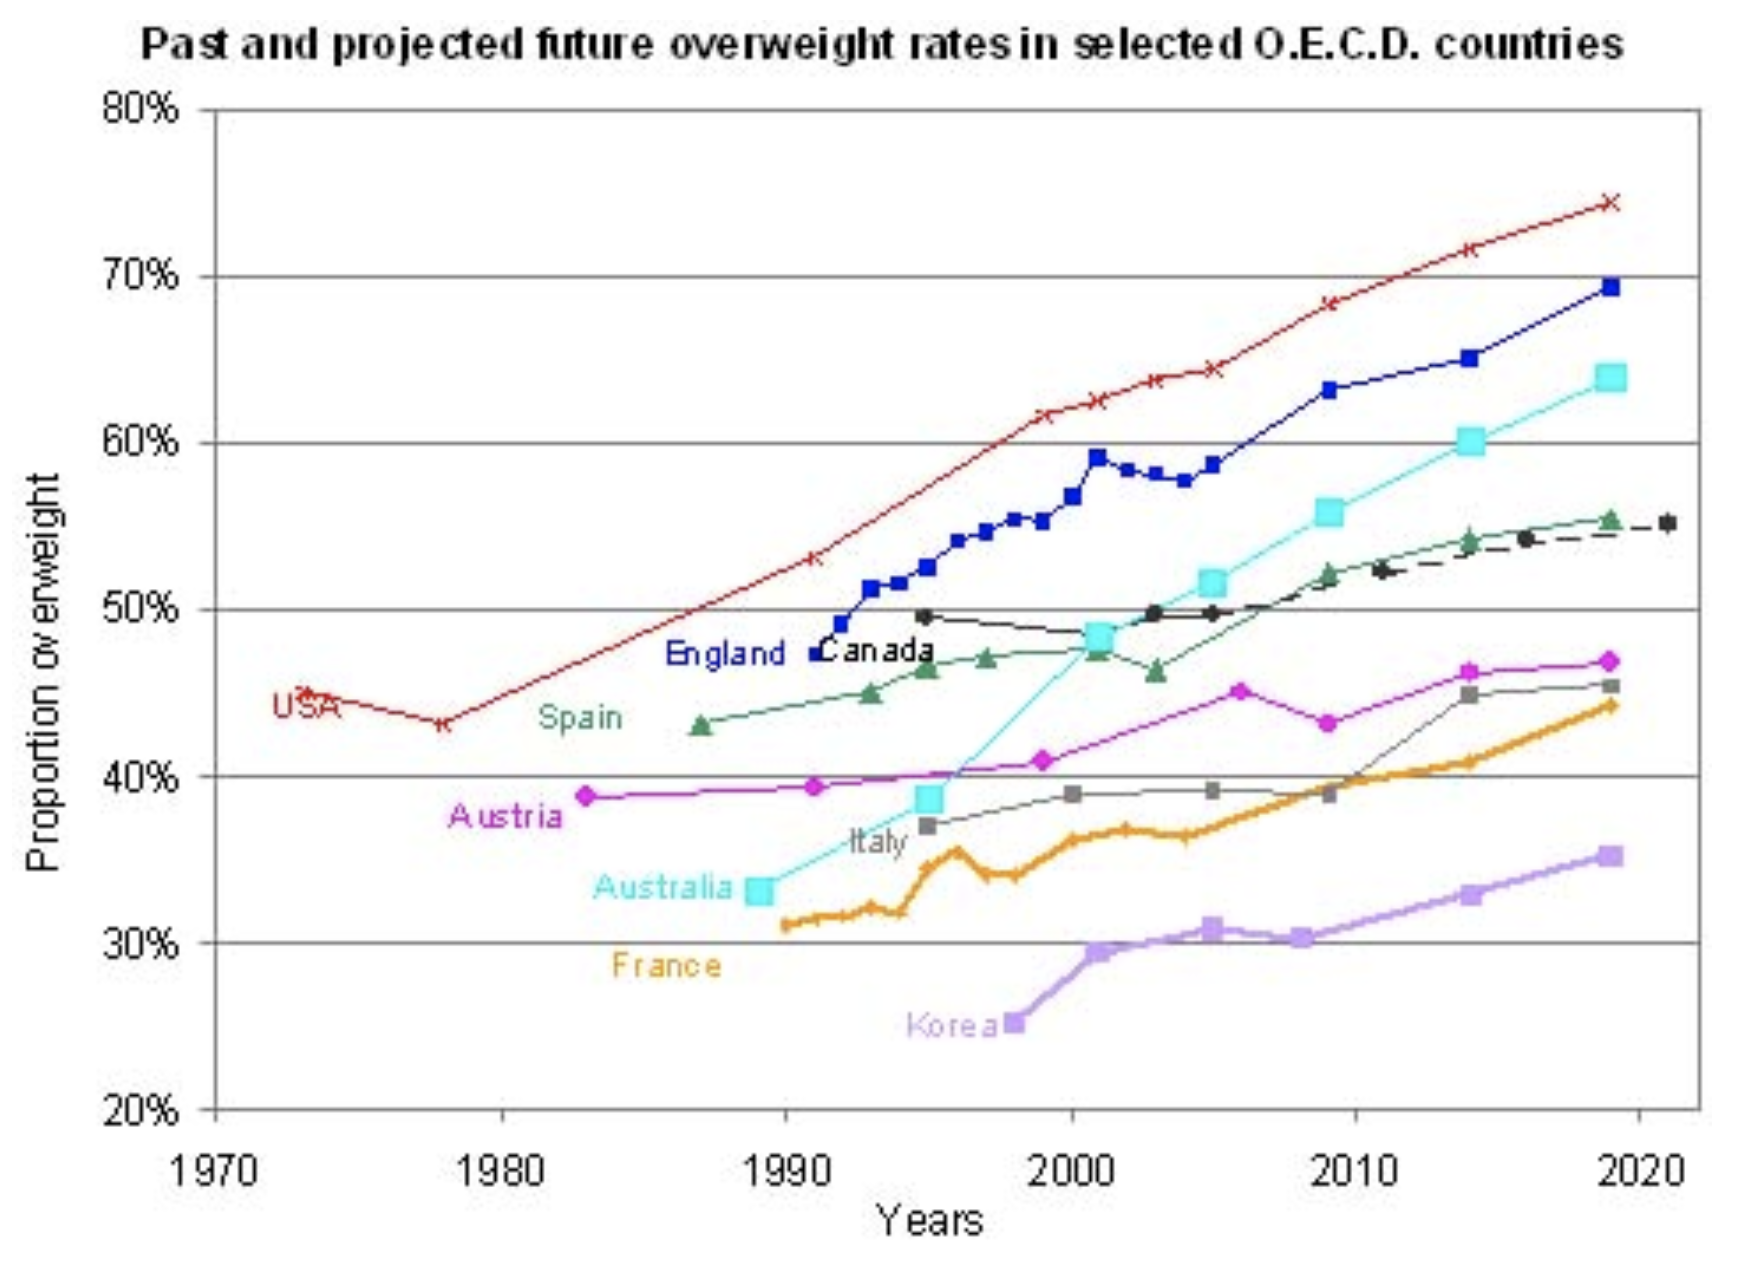 Past and projected future overweight rates in selected O.E.C.D. countries
80%
70%
60%
50%
40%
30%
20%
Proportion overweight
USA
England
Canada
Spain
Austria
Italy
Australia
France
Korea
1970 1980 1990 2000 2010 2020
Years